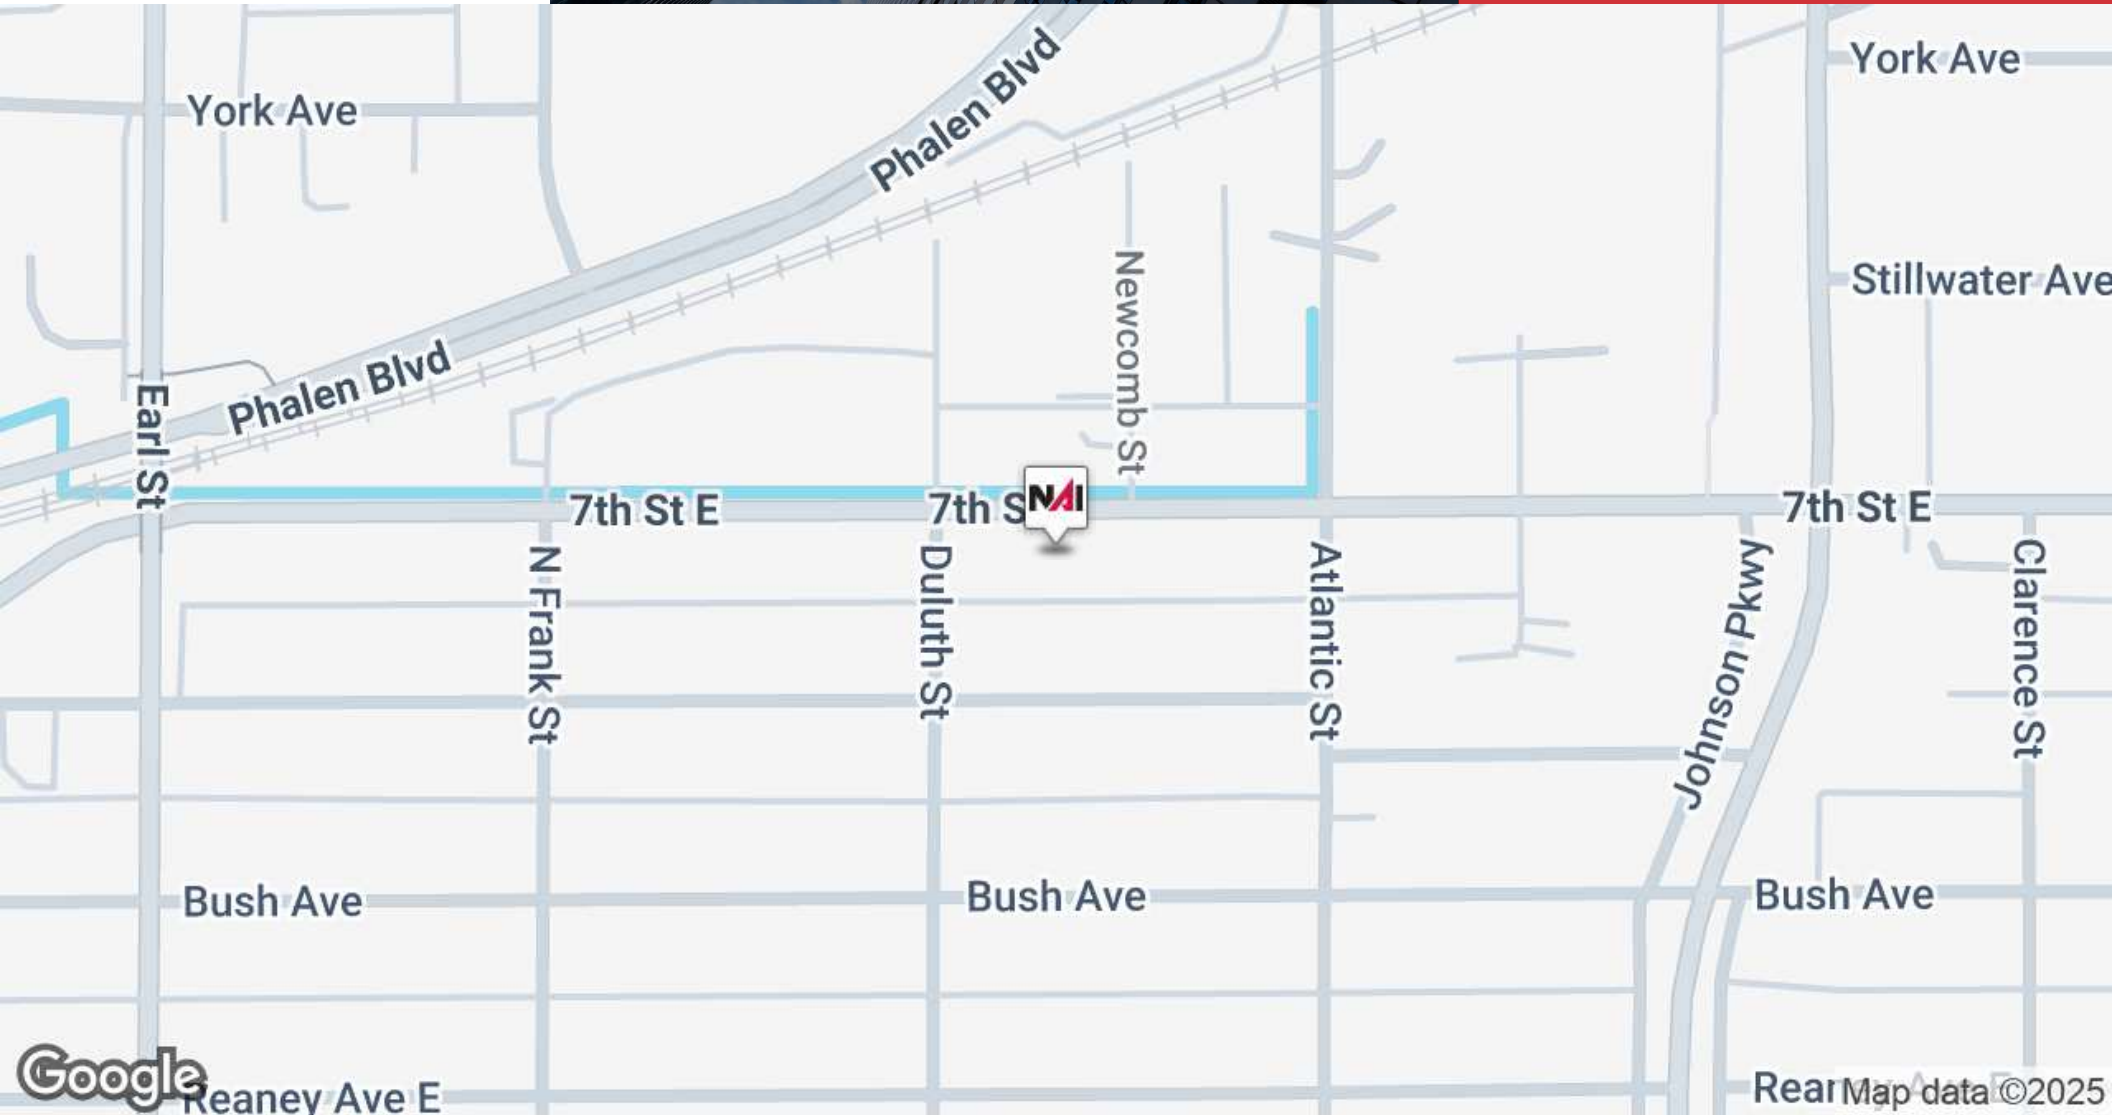 Phalen Blvd
York Ave
York Ave
Newcomb St
Stillwater Ave
Phalen Blvd
Earl St
7th St E
7th S
NAI
7th St E
N Frank St
Duluth St
Atlantic St
Johnson Pkwy
Clarence St
Bush Ave
Bush Ave
Bush Ave
Google
Reaney Ave E
Map data ©2025